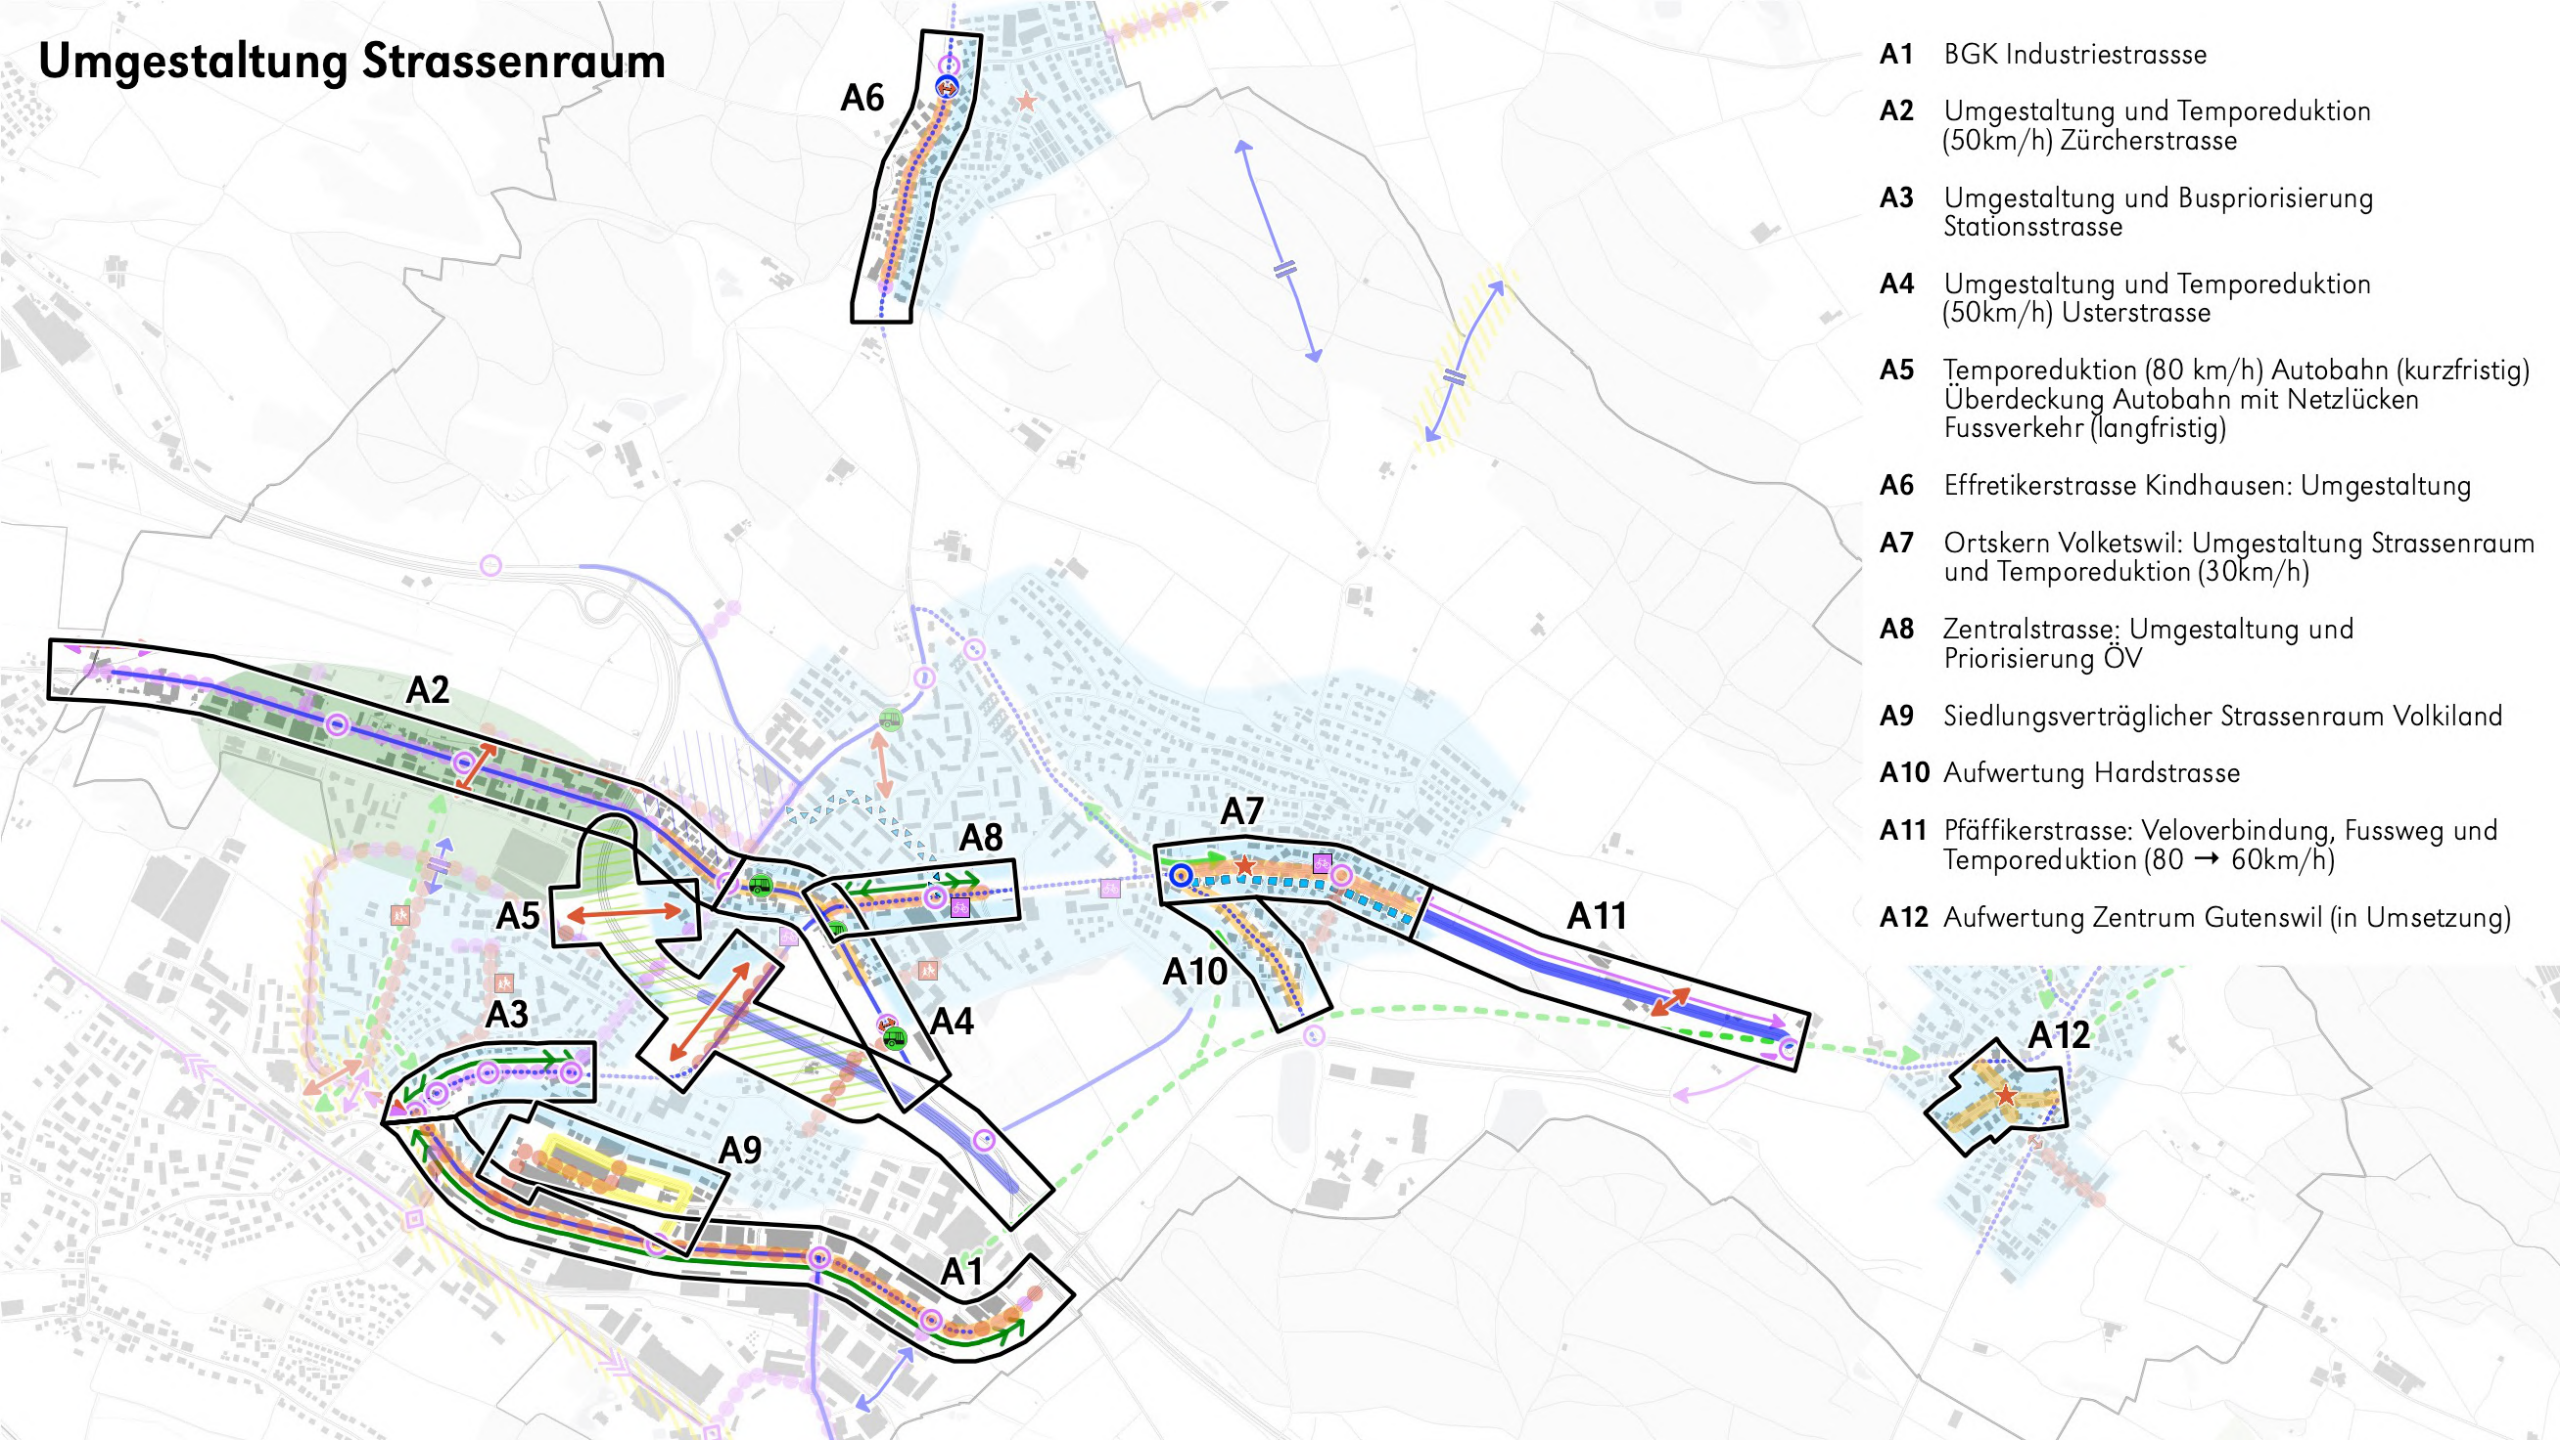 Umgestaltung Strassenraum
A1 BGK Industriestrassse
A2 Umgestaltung und Temporeduktion
(50km/h) Zürcherstrasse
A3 Umgestaltung und Buspriorisierung
Stationsstrasse
A4 Umgestaltung und Temporeduktion
(50km/h) Usterstrasse
A5 Temporeduktion (80 km/h) Autobahn (kurzfristig)
Überdeckung Autobahn mit Netzlücken
Fussverkehr (langfristig)
A6 Effretikerstrasse Kindhausen: Umgestaltung
A7 Ortskern Volketswil: Umgestaltung Strassenraum
und Temporeduktion (30km/h)
A8 Zentralstrasse: Umgestaltung und
Priorisierung ÖV
A9 Siedlungsverträglicher Strassenraum Volkiland
A10 Aufwertung Hardstrasse
A11 Pfäffikerstrasse: Veloverbindung, Fussweg und
Temporeduktion (80 → 60km/h)
A12 Aufwertung Zentrum Gutenswil (in Umsetzung)
A6
A2
A8
A7
A5
A11
A10
A3
A4
A12
A9
A1